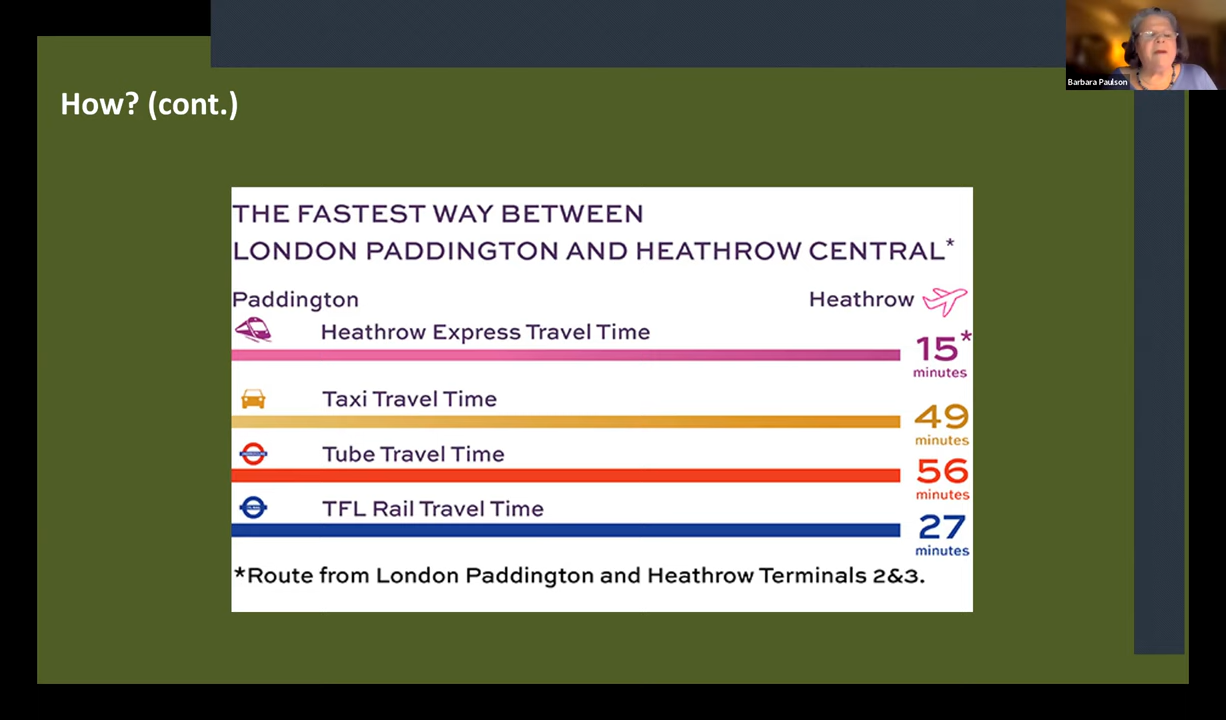 Barbara Paulson
How? (cont.)
THE FASTEST WAY BETWEEN
LONDON PADDINGTON AND HEATHROW CENTRAL*
Paddington
Heathrow
Heathrow Express Travel Time
15*
minutes
Taxi Travel Time
49
minutes
Tube Travel Time
56
minutes
TFL Rail Travel Time
27
minutes
*Route from London Paddington and Heathrow Terminals 2&3.